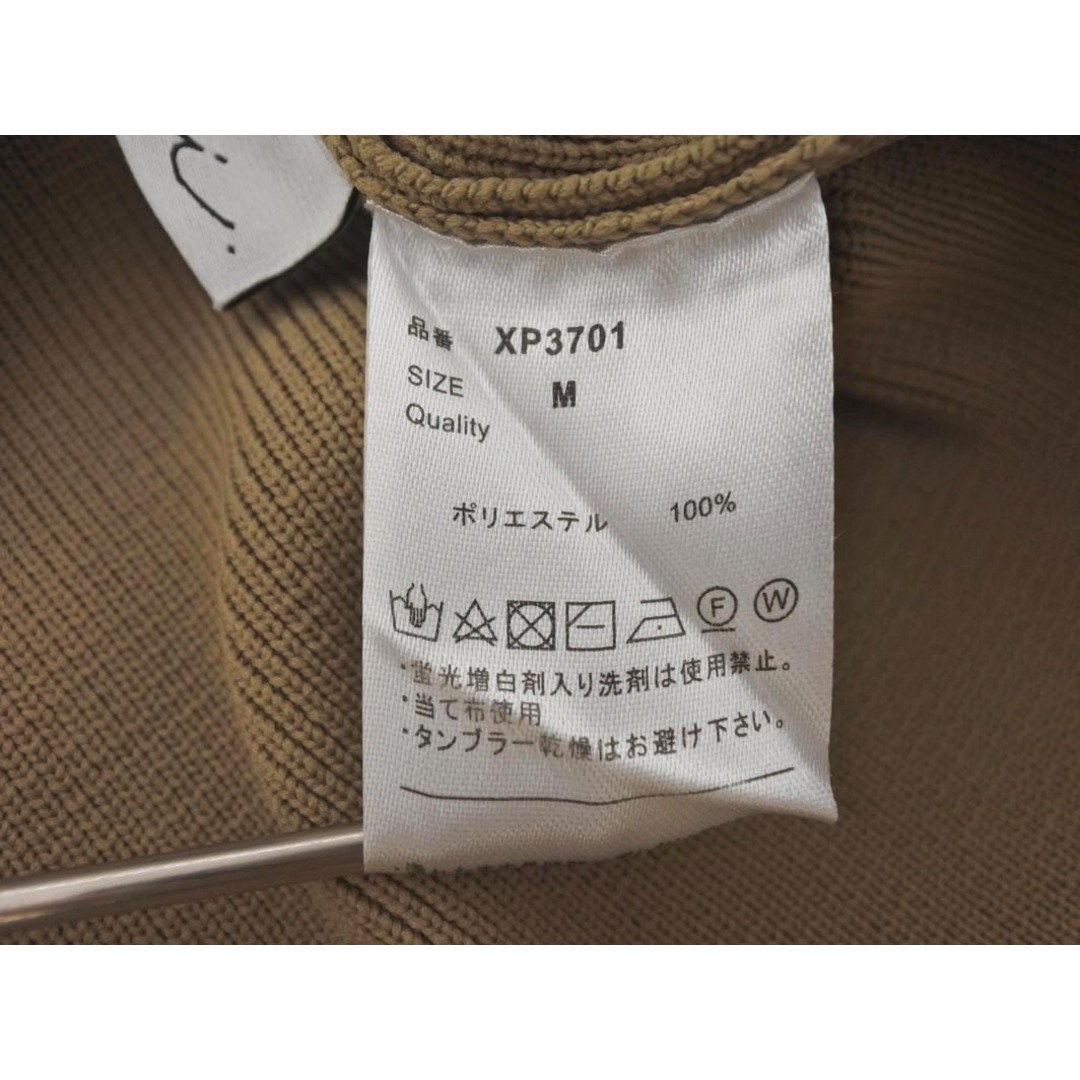 品番 XP3701
SIZE M
Quality
ポリエステル 100%
F W
・蛍光増白剤入り洗剤は使用禁止。
・当て布使用
・タンブラー乾燥はお避け下さい。